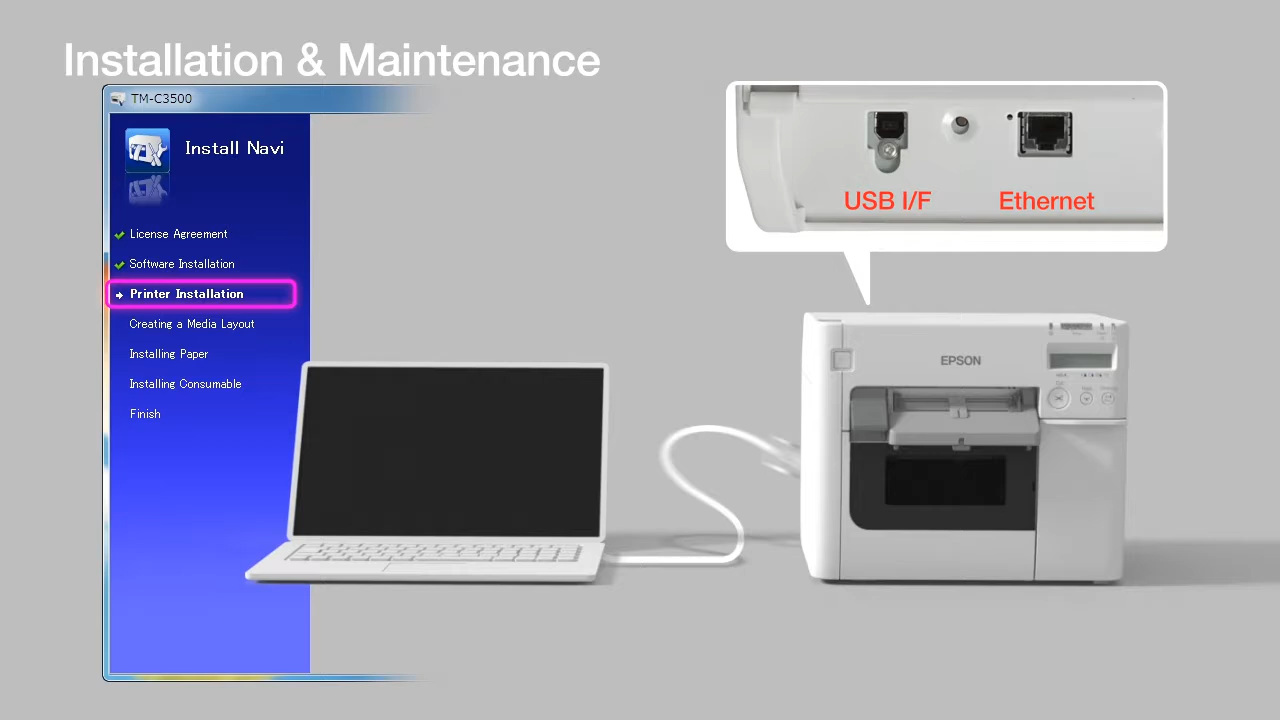 Installation & Maintenance
TM-C3500
Install Navi
License Agreement
Software Installation
Printer Installation
Creating a Media Layout
Installing Paper
Installing Consumable
Finish
USB I/F
Ethernet
EPSON